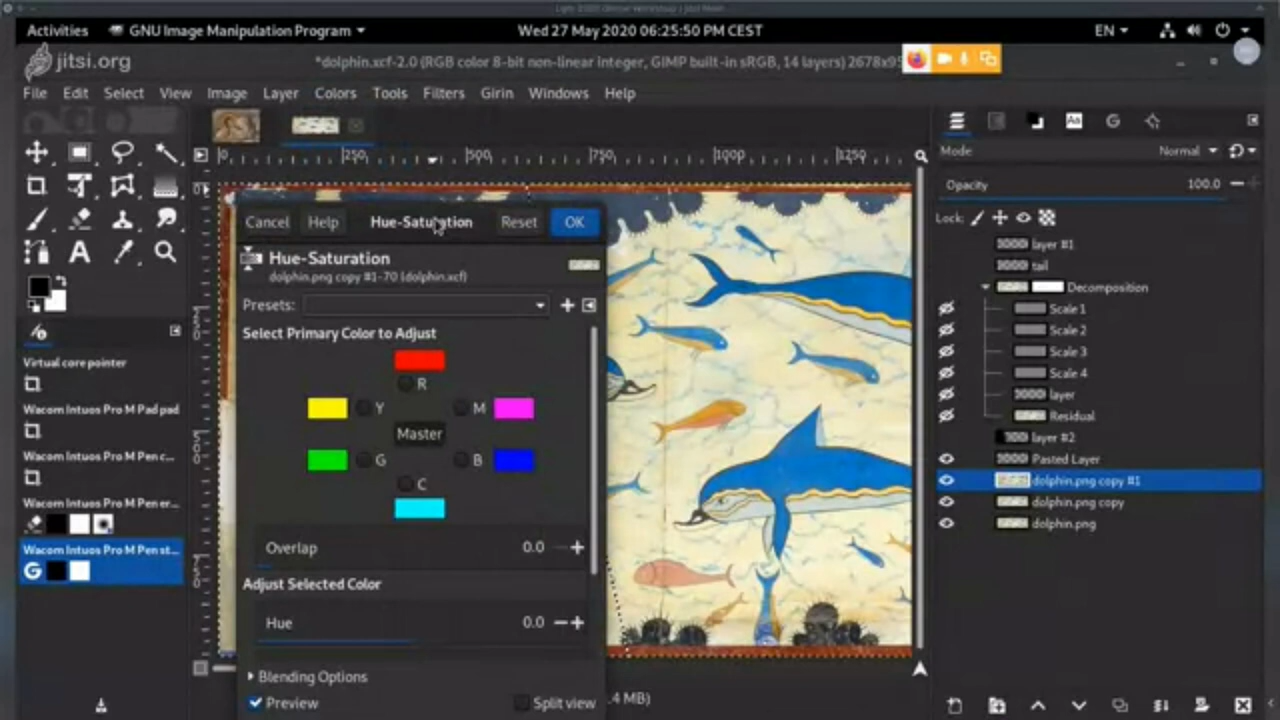 Activities
GNU Image Manipulation Program
Wed 27 May 2020 06:25:50 PM CEST
EN
jitsi.org
*dolphin.xcf-2.0 (RGB color 8-bit non-linear integer, GIMP built-in sRGB, 14 layers) 2678x95
File Edit Select View Image Layer Colors Tools Filters Girin Windows Help
0 250 500 750 1000 1250
Mode Normal
Opacity 100.0
Lock:
Cancel Help Hue-Saturation Reset OK
Hue-Saturation
dolphin.png copy #1-70 (dolphin.xcf)
Presets:
Select Primary Color to Adjust
R
Y M
Master
G B
C
Overlap 0.0
Adjust Selected Color
Hue 0.0
Blending Options
Preview Split view
.4 MB)
Virtual core pointer
Wacom Intuos Pro M Pad pad
Wacom Intuos Pro M Pen c...
Wacom Intuos Pro M Pen er...
Wacom Intuos Pro M Pen st...
layer #1
tail
Decomposition
Scale 1
Scale 2
Scale 3
Scale 4
layer
Residual
layer #2
Pasted Layer
dolphin.png copy #1
dolphin.png copy
dolphin.png